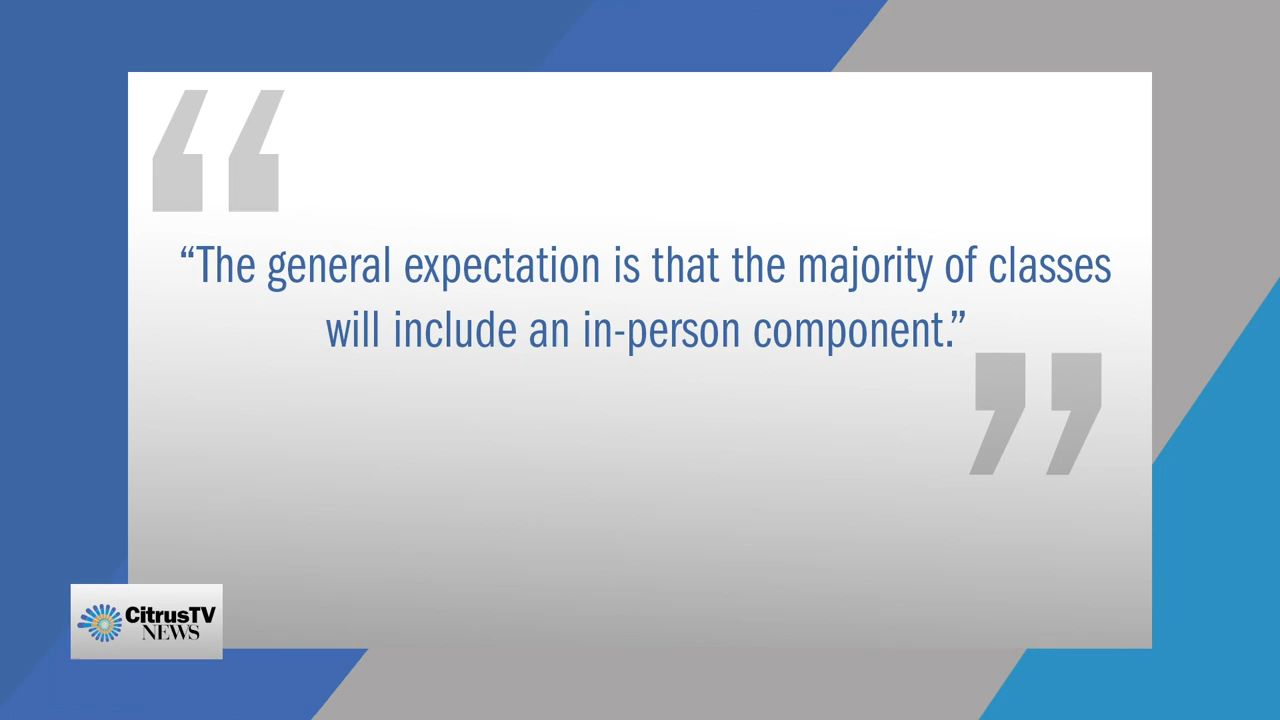 “The general expectation is that the majority of classes
will include an in-person component.”
CitrusTV
NEWS